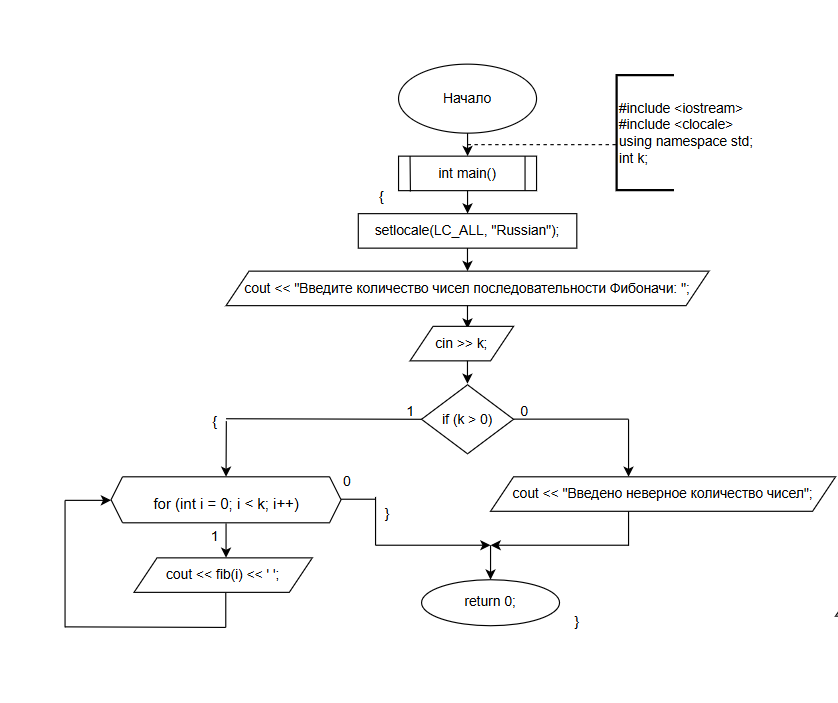 Начало
#include <iostream>
#include <clocale>
using namespace std;
int k;
int main()
{
setlocale(LC_ALL, "Russian");
cout << "Введите количество чисел последовательности Фибоначи: ";
cin >> k;
if (k > 0)
1
0
{
for (int i = 0; i < k; i++)
0
1
}
cout << fib(i) << ' ';
cout << "Введено неверное количество чисел";
return 0;
}